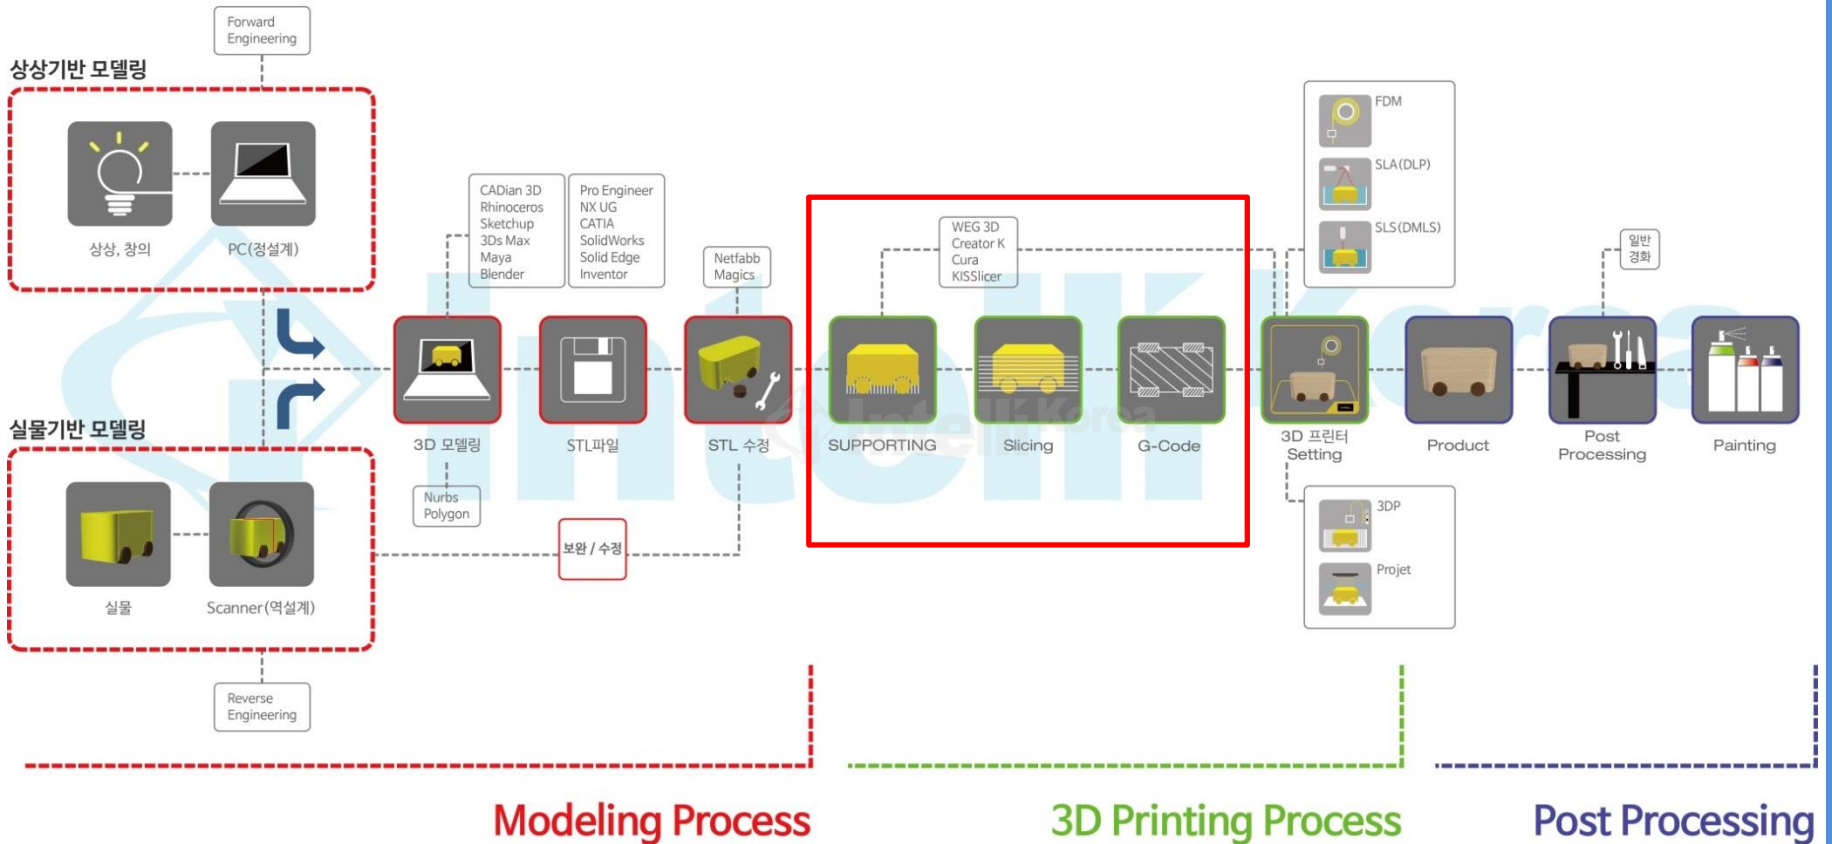 Forward
Engineering
상상기반 모델링
상상, 창의
PC(정설계)
실물기반 모델링
실물
Scanner(역설계)
Reverse
Engineering
CADian 3D
Rhinoceros
Sketchup
3Ds Max
Maya
Blender
Pro Engineer
NX UG
CATIA
SolidWorks
Solid Edge
Inventor
Netfabb
Magics
3D 모델링
STL파일
STL 수정
Nurbs
Polygon
보완 / 수정
WEG 3D
Creator K
Cura
KISSlicer
SUPPORTING
Slicing
G-Code
FDM
SLA(DLP)
SLS(DMLS)
3D 프린터
Setting
3DP
Projet
Product
일반
경화
Post
Processing
Painting
IntelliKorea
Intelli Korea
Modeling Process
3D Printing Process
Post Processing